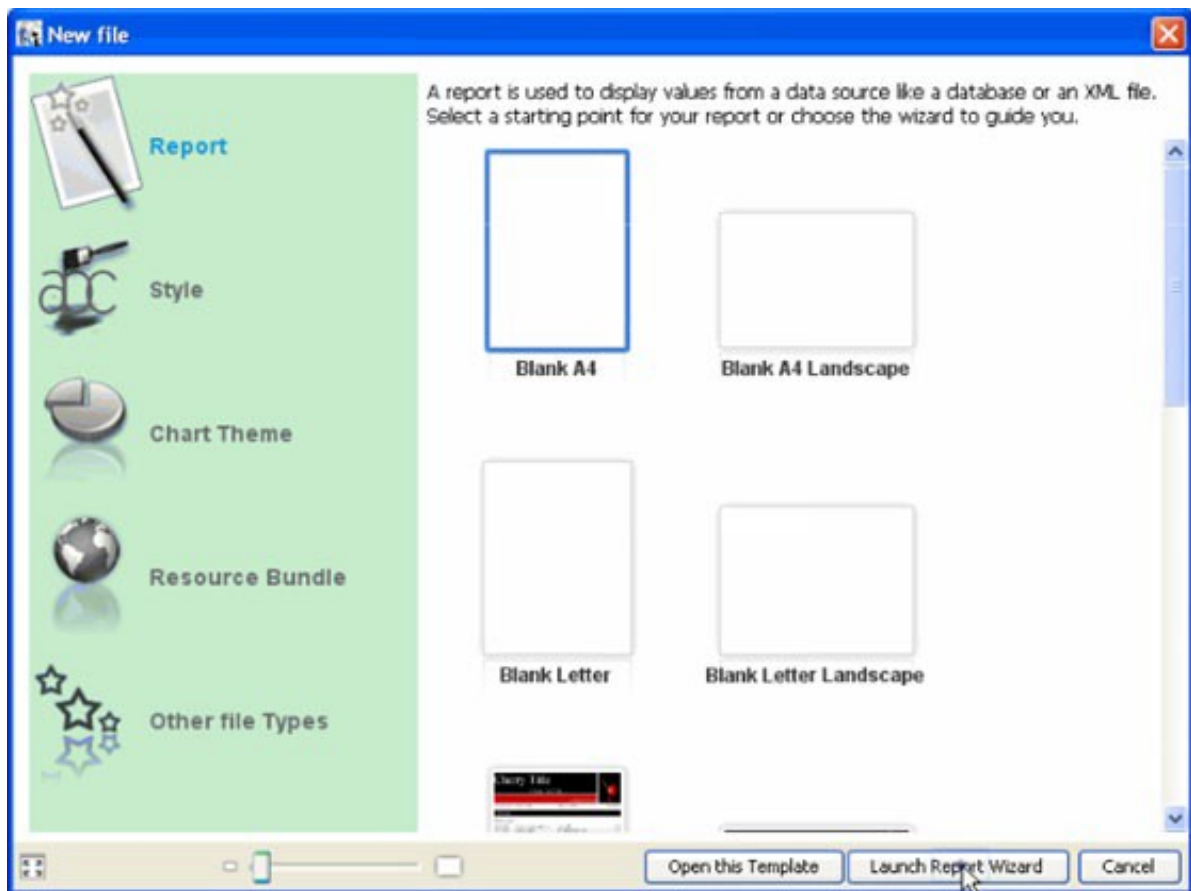 New file
A report is used to display values from a data source like a database or an XML file.
Select a starting point for your report or choose the wizard to guide you.
Report
Style
Chart Theme
Resource Bundle
Other file Types
Blank A4
Blank A4 Landscape
Blank Letter
Blank Letter Landscape
Cherry Title
Open this Template
Launch Report Wizard
Cancel